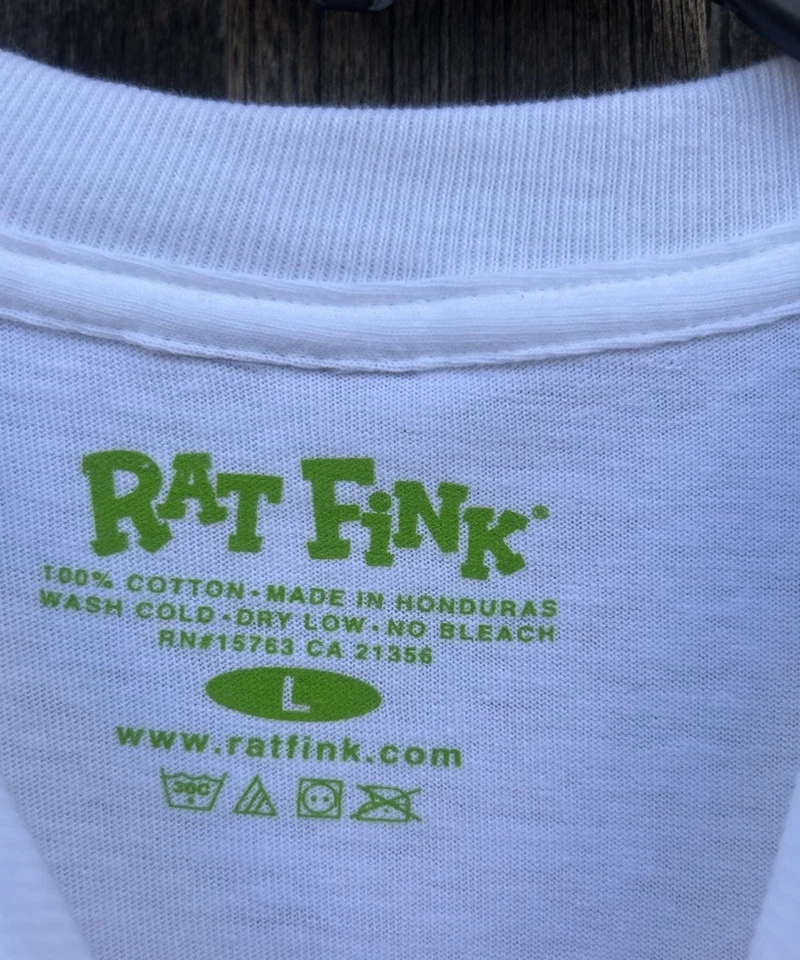 RAT FiNK®
100% COTTON • MADE IN HONDURAS
WASH COLD • DRY LOW • NO BLEACH
RN#15763 CA 21356
L
www.ratfink.com
30C